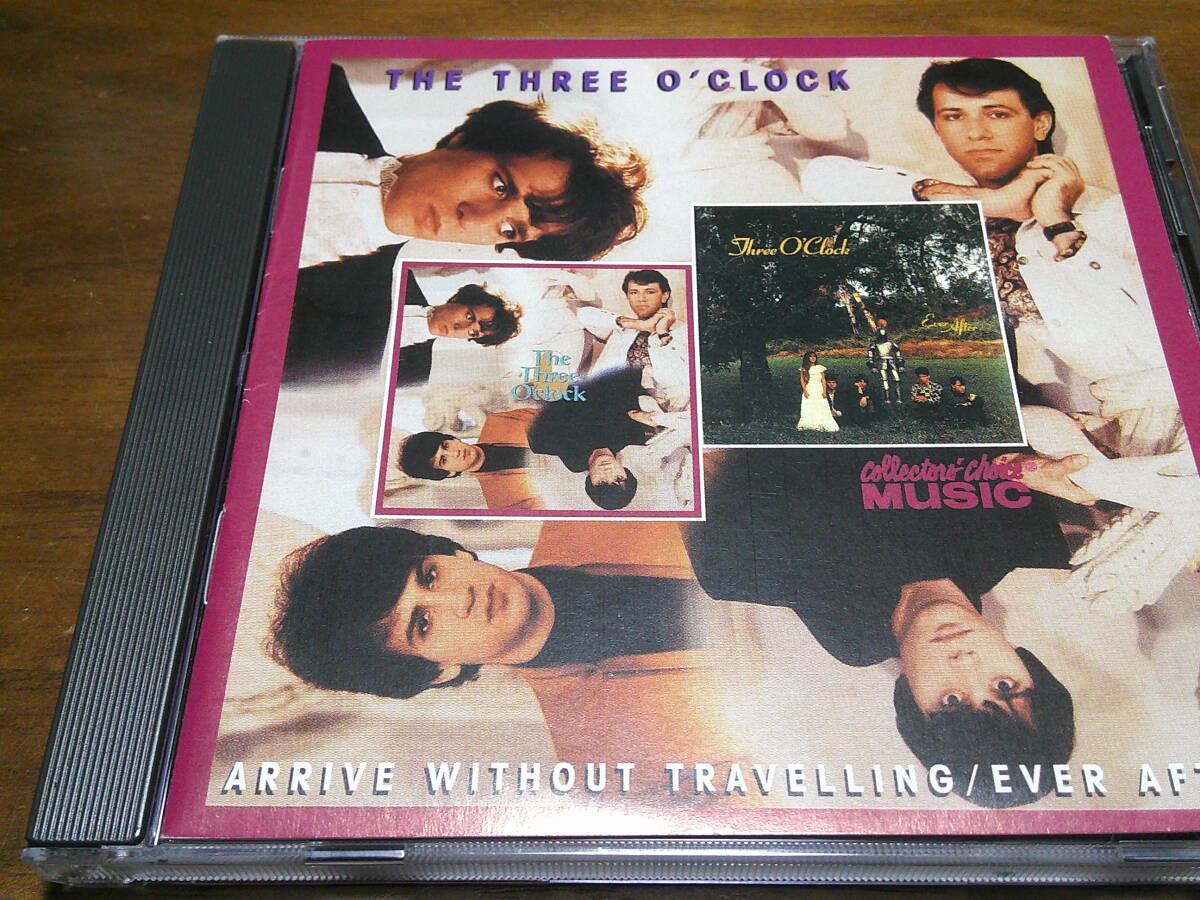 THE THREE O'CLOCK
Three O'Clock
Ever After
The
Three
O'clock
collectors' choice
MUSIC
ARRIVE WITHOUT TRAVELLING/EVER AFT